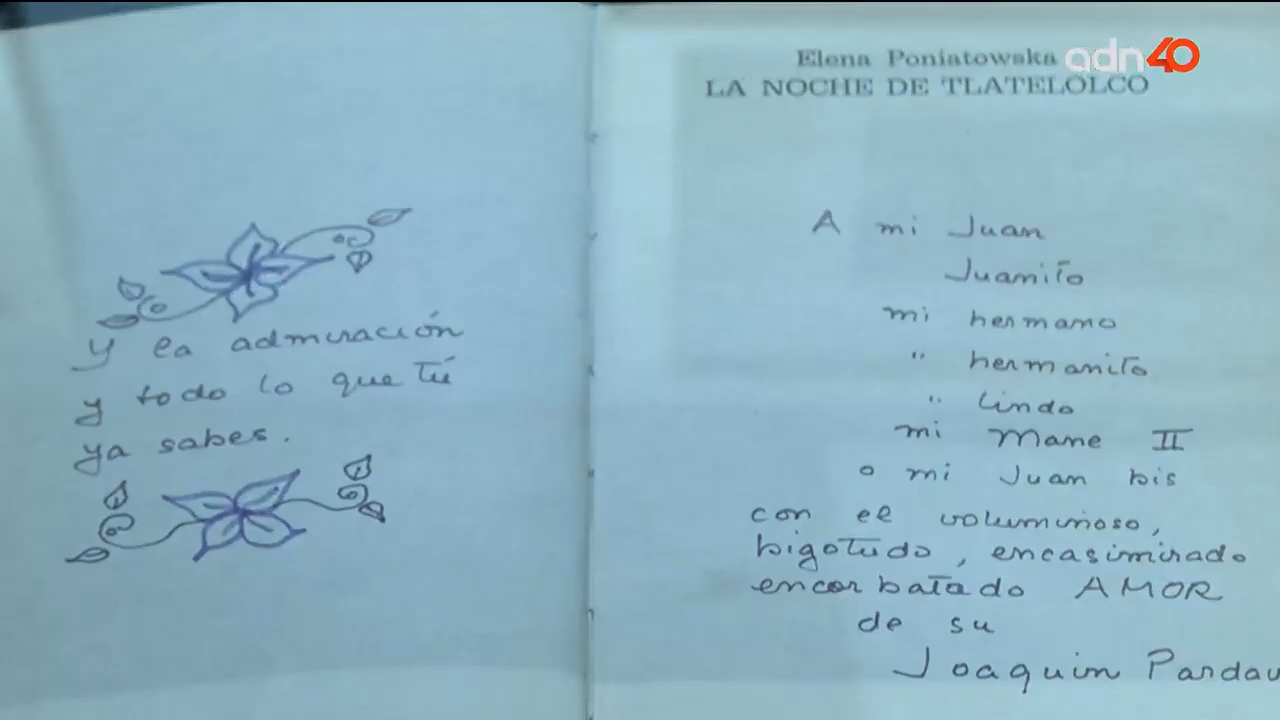 y la admiración
y todo lo que tú
ya sabes.
Elena Poniatowska
LA NOCHE DE TLATELOLCO
adn40
A mi Juan
Juanito
mi hermano
" hermanito
" lindo
mi Mane II
o mi Juan bis
con el voluminoso,
bigotudo, encasimirado
encorbatado AMOR
de su
Joaquin Pardav